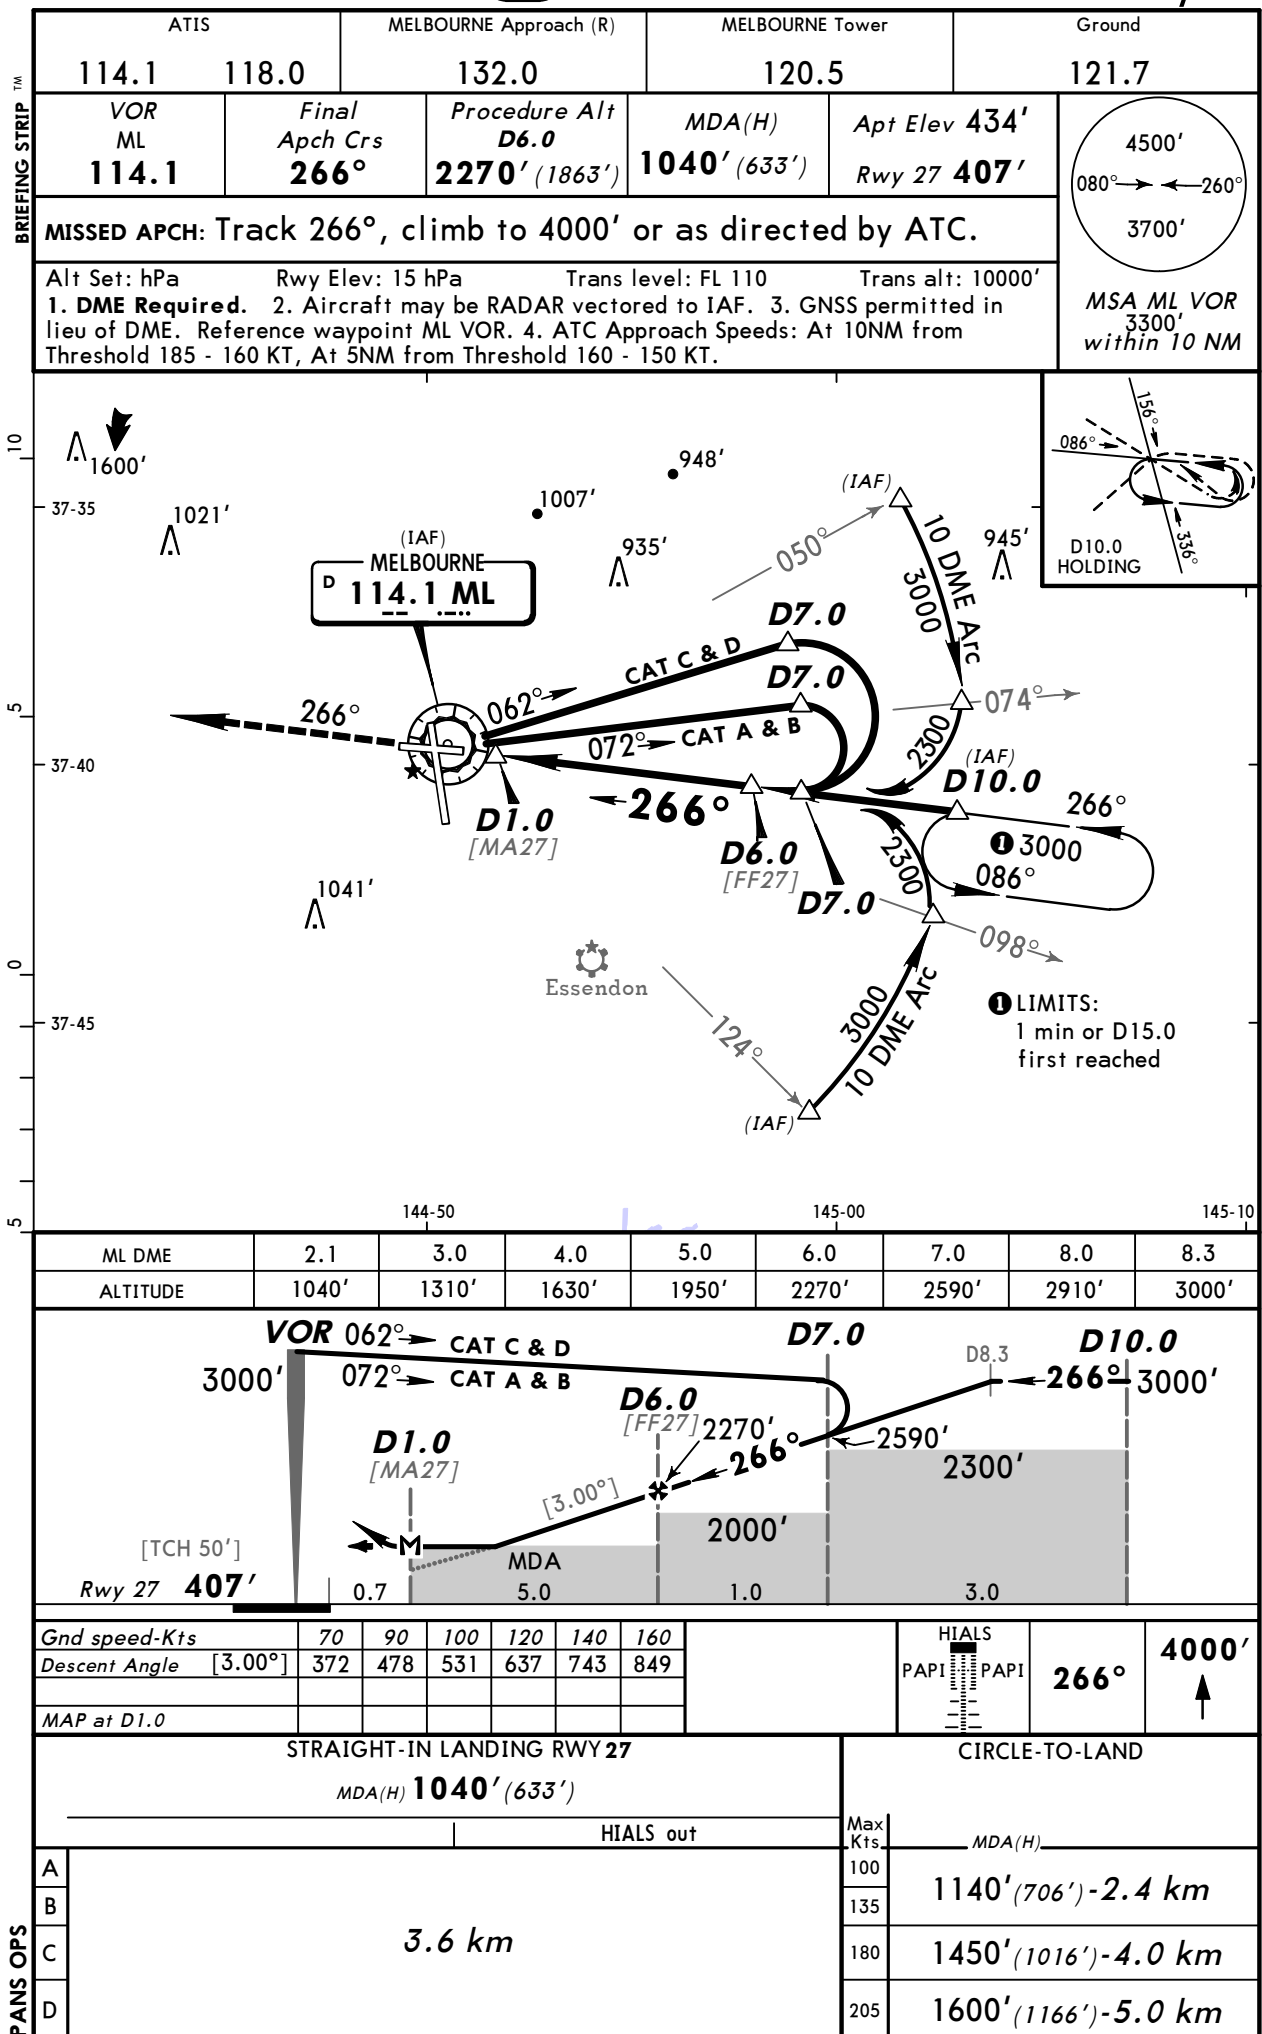 ATIS
114.1 118.0
MELBOURNE Approach (R)
132.0
MELBOURNE Tower
120.5
Ground
121.7
BRIEFING STRIP TM
VOR
ML
114.1
Final
Apch Crs
266°
Procedure Alt
D6.0
2270' (1863')
MDA(H)
1040' (633')
Apt Elev 434'
Rwy 27 407'
MISSED APCH: Track 266°, climb to 4000' or as directed by ATC.
Alt Set: hPa Rwy Elev: 15 hPa Trans level: FL 110 Trans alt: 10000'
1. DME Required. 2. Aircraft may be RADAR vectored to IAF. 3. GNSS permitted in
lieu of DME. Reference waypoint ML VOR. 4. ATC Approach Speeds: At 10NM from
Threshold 185 - 160 KT, At 5NM from Threshold 160 - 150 KT.
4500'
080° 260°
3700'
MSA ML VOR
3300'
within 10 NM
10
5
0
5
37-35
37-40
37-45
144-50
145-00
145-10
1600'
1021'
1007'
948'
935'
945'
1041'
156°
086°
336°
D10.0
HOLDING
(IAF)
MELBOURNE
D 114.1 ML
(IAF)
050°
10 DME Arc
3000
D7.0
CAT C & D
062°
D7.0
072° CAT A & B
074°
2300
266°
266°
(IAF)
D10.0
266°
1 3000
086°
D1.0
[MA27]
D6.0
[FF27]
D7.0
2300
098°
Essendon
124°
3000
10 DME Arc
(IAF)
1 LIMITS:
1 min or D15.0
first reached
ML DME 2.1 3.0 4.0 5.0 6.0 7.0 8.0 8.3
ALTITUDE 1040' 1310' 1630' 1950' 2270' 2590' 2910' 3000'
VOR 062° CAT C & D
3000' 072° CAT A & B
D7.0
D10.0
D8.3
266° 3000'
D6.0
[FF27] 2270'
266°
2590'
2300'
D1.0
[MA27]
[3.00°]
2000'
M
MDA
[TCH 50']
Rwy 27 407'
0.7 5.0 1.0 3.0
Gnd speed-Kts 70 90 100 120 140 160
Descent Angle [3.00°] 372 478 531 637 743 849
MAP at D1.0
HIALS
PAPI PAPI
266°
4000'
STRAIGHT-IN LANDING RWY 27
MDA(H) 1040' (633')
HIALS out
CIRCLE-TO-LAND
Max
Kts
MDA(H)
A
B
C
D
3.6 km
100
135
1140' (706') - 2.4 km
180
1450' (1016') - 4.0 km
205
1600' (1166') - 5.0 km
PANS OPS